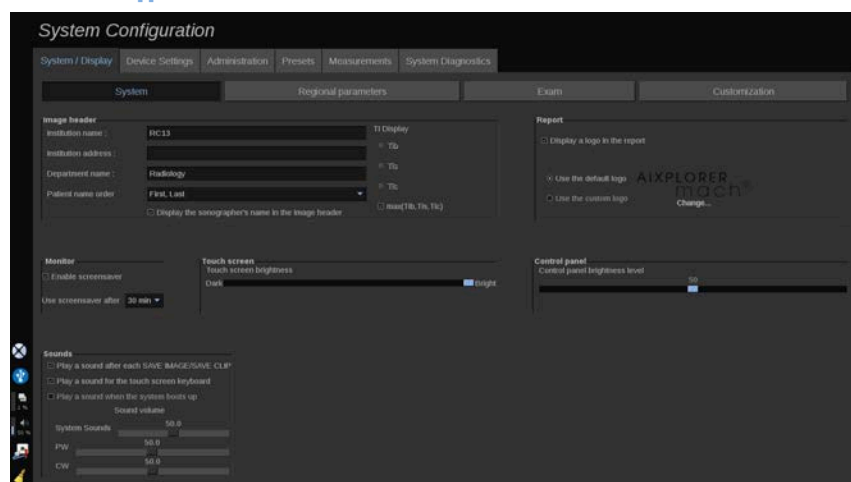 System Configuration
System / Display Device Settings Administration Presets Measurements System Diagnostics
System Regional parameters Exam Customization
Image header
Institution name : RC13
Institution address :
Department name : Radiology
Patient name order First, Last
Display the sonographer's name in the image header
TI Display
TIb
TIs
TIc
max(TIb, TIs, TIc)
Report
Display a logo in the report
Use the default logo
AIXPLORER
mach
Use the custom logo
Change...
Monitor
Enable screensaver
Use screensaver after 30 min
Touch screen
Touch screen brightness
Dark Bright
Control panel
Control panel brightness level
50
Sounds
Play a sound after each SAVE IMAGE/SAVE CLIP
Play a sound for the touch screen keyboard
Play a sound when the system boots up
Sound volume
System Sounds 50.0
PW 50.0
CW 50.0
1 %
50 %